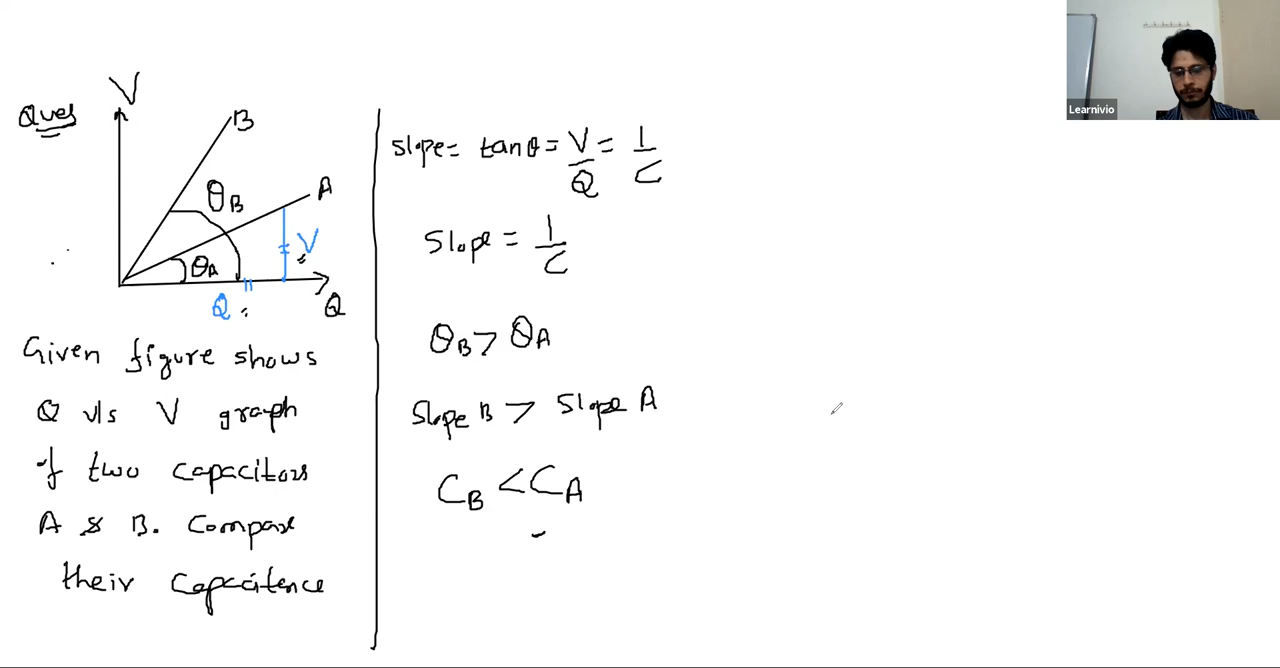 Ques
V
B
θB
A
θA
V
Q
Q
Given figure shows
Q v/s V graph
of two capacitors
A & B. Compare
their Capacitence
Slope = tanθ = V/Q = 1/C
Slope = 1/C
θB > θA
Slope B > Slope A
CB < CA
Learnivio